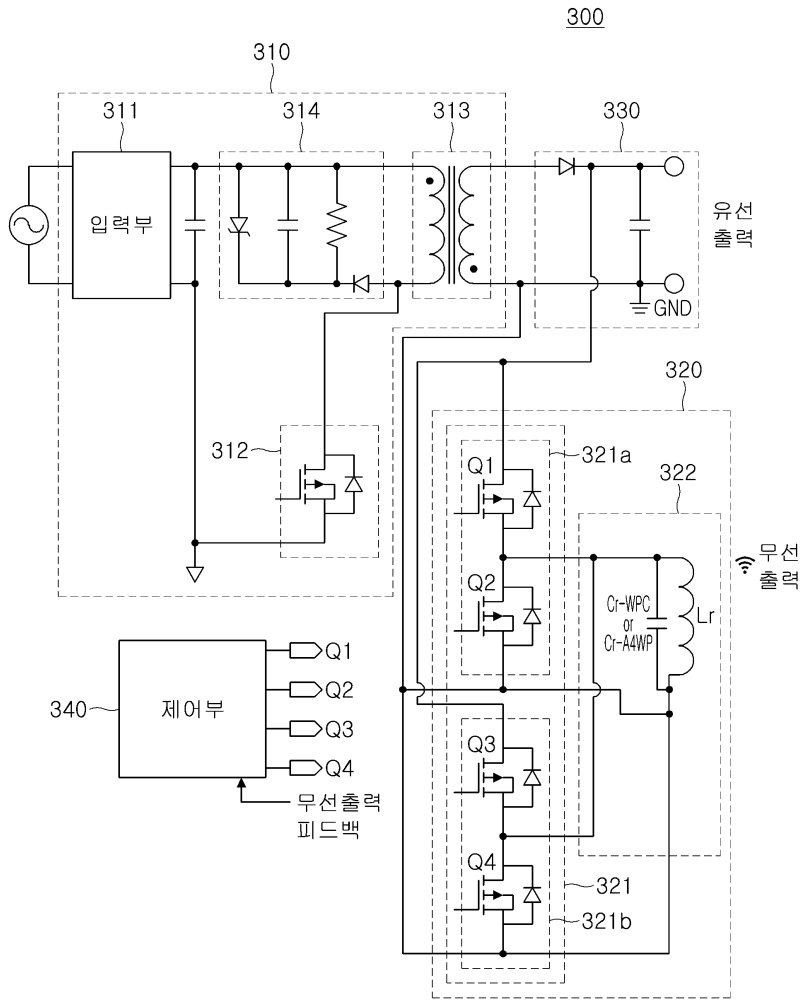 300
310
311
314
313
330
입력부
유선
출력
GND
320
312
Q1
321a
322
Q2
Cr-WPC
or
Cr-A4WP
Lr
무선
출력
340
제어부
Q1
Q2
Q3
Q4
무선출력
피드백
Q3
Q4
321
321b